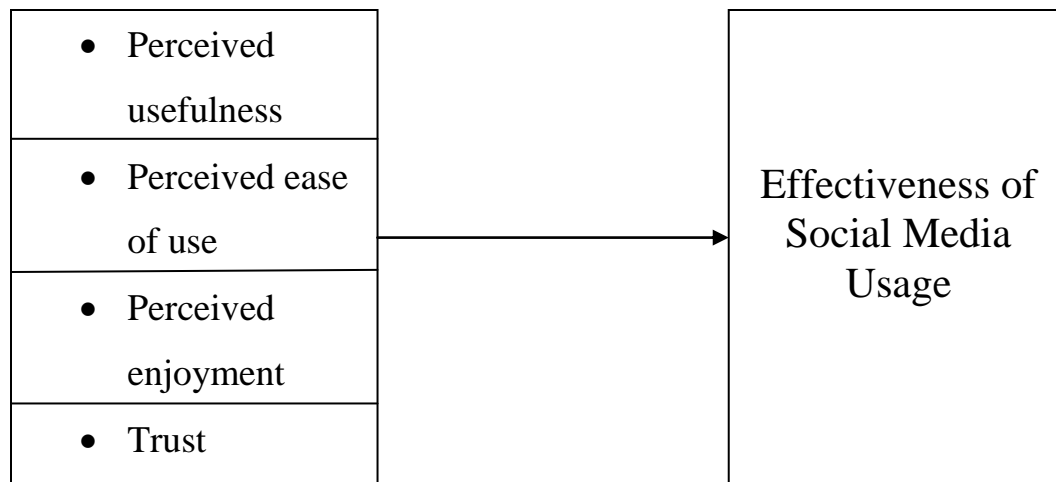 • Perceived
usefulness
• Perceived ease
of use
• Perceived
enjoyment
• Trust
Effectiveness of
Social Media
Usage